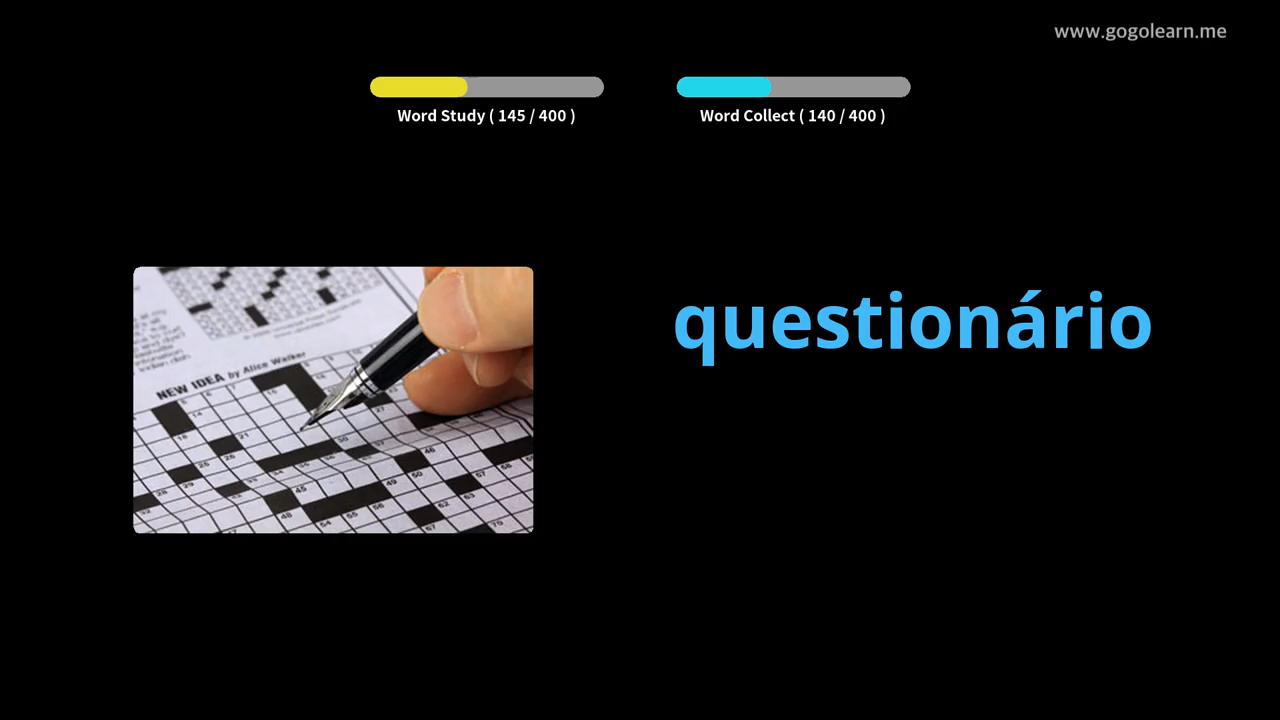 www.gogolearn.me
Word Study ( 145 / 400 )
Word Collect ( 140 / 400 )
questionário
NEW IDEA by Alice Walker